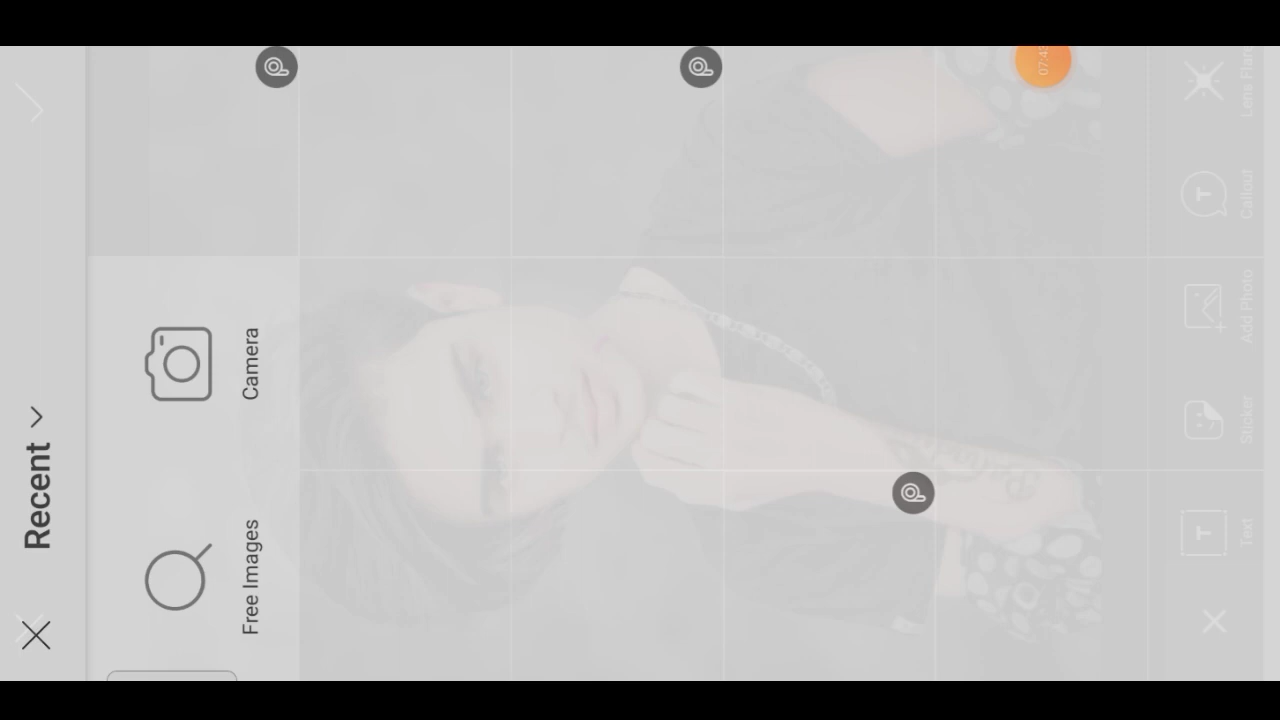 Recent
Camera
Free Images
Lens Flare
Callout
Add Photo
Sticker
Text